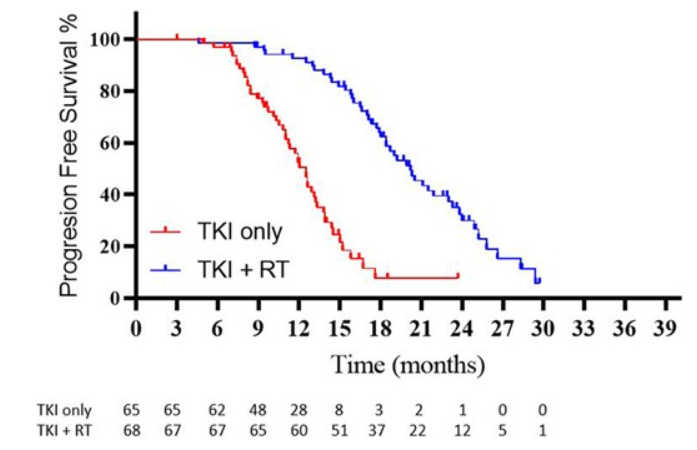 Progresion Free Survival %
100
80
60
40
20
0
TKI only
TKI + RT
0 3 6 9 12 15 18 21 24 27 30 33 36 39
Time (months)
TKI only 65 65 62 48 28 8 3 2 1 0 0
TKI + RT 68 67 67 65 60 51 37 22 12 5 1